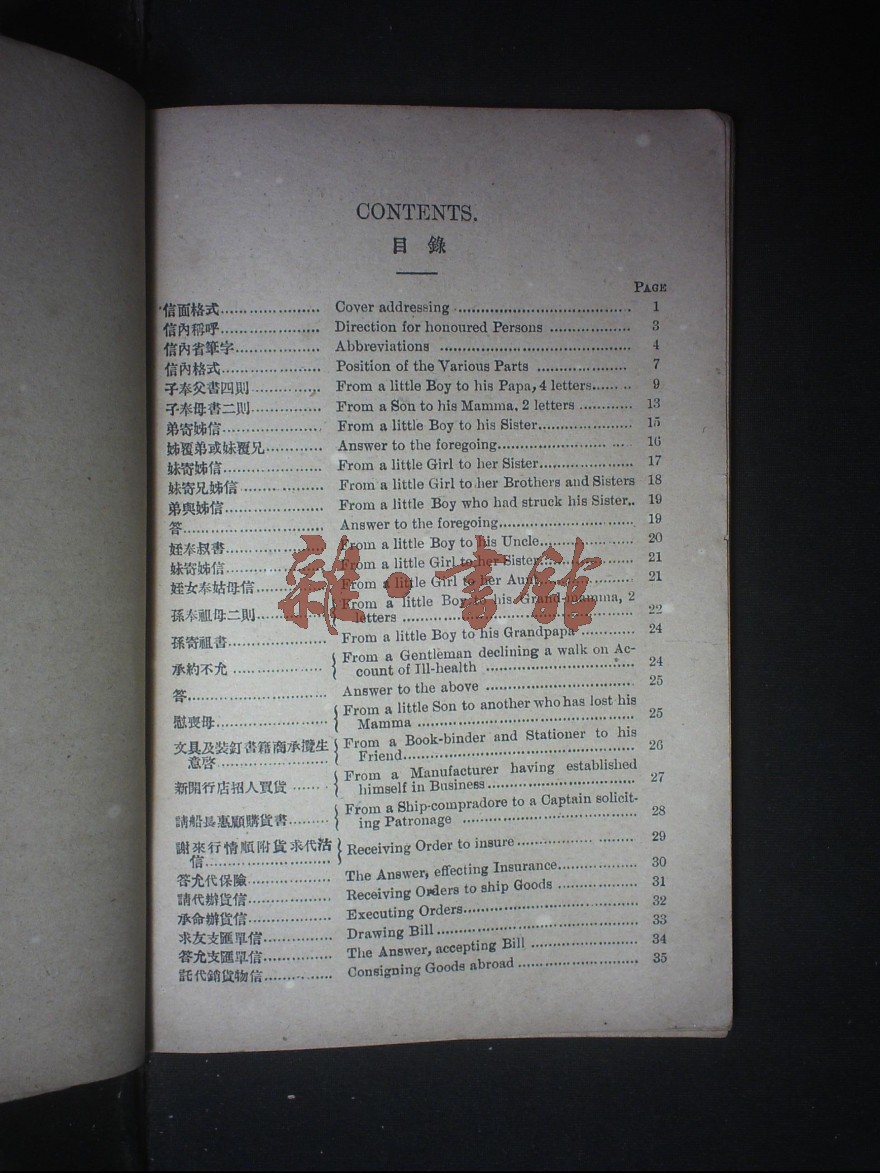 CONTENTS.
目錄
PAGE
信面格式..................... Cover addressing ..................................... 1
信內稱呼..................... Direction for honoured Persons ................. 3
信內省筆字.................. Abbreviations ........................................ 4
信內格式..................... Position of the Various Parts .................... 7
子奉父書四則............... From a little Boy to his Papa, 4 letters........ 9
子奉母書二則............... From a Son to his Mamma, 2 letters ............ 13
弟寄姊信..................... From a little Boy to his Sister.................... 15
姊覆弟或妹覆兄............ Answer to the foregoing............................ 16
妹寄姊信..................... From a little Girl to her Sister.................... 17
妹寄兄姊信.................. From a little Girl to her Brothers and Sisters 18
弟與姊信..................... From a little Boy who had struck his Sister.. 19
答.............................. Answer to the foregoing............................ 19
姪奉叔書..................... From a little Boy to his Uncle.................... 20
妹寄姊信..................... From a little Girl to her Sister.................... 21
姪女奉姑母信............... From a little Girl to her Aunt.................... 21
孫奉祖母二則............... { From a little Boy to his Grand-mamma, 2
letters ................................................ 22
孫寄祖書..................... From a little Boy to his Grandpapa ............ 24
承約不允 .................. { From a Gentleman declining a walk on Ac-
count of Ill-health ................................ 24
答.............................. Answer to the above ................................ 25
慰喪母..................... { From a little Son to another who has lost his
Mamma ............................................ 25
文具及裝釘書籍商承攬生 { From a Book-binder and Stationer to his
意啓........................ Friend................................................ 26
新開行店招人買貨 ...... { From a Manufacturer having established
himself in Business................................ 27
請船長惠顧購貨書......... { From a Ship-compradore to a Captain solicit-
ing Patronage .................................... 28
謝來行情順附貨求代沽 { Receiving Order to insure........................ 29
信...........................
答允代保險.................. The Answer, effecting Insurance................ 30
請代辦貨信.................. Receiving Orders to ship Goods ................ 31
承命辦貨信.................. Executing Orders.................................... 32
求友支匯單信............... Drawing Bill ........................................ 33
答允支匯單信............... The Answer, accepting Bill ...................... 34
託代銷貨物信............... Consigning Goods abroad ........................ 35
雜·書館